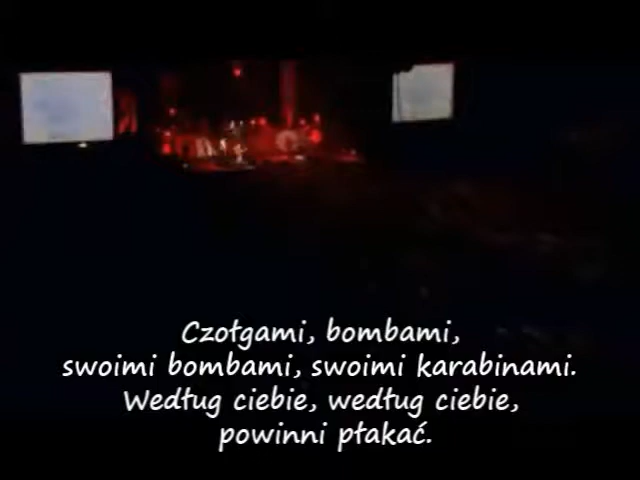 Czołgami, bombami,
swoimi bombami, swoimi karabinami.
Według ciebie, według ciebie,
powinni płakać.